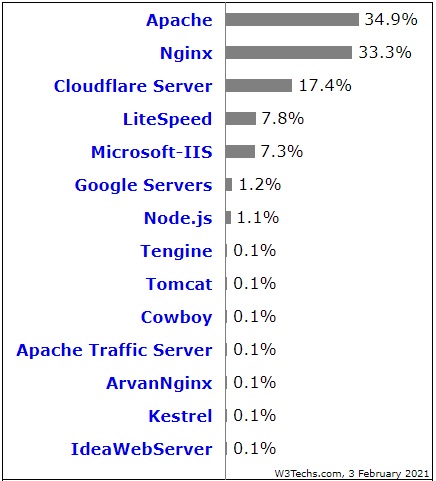 Apache 34.9%
Nginx 33.3%
Cloudflare Server 17.4%
LiteSpeed 7.8%
Microsoft-IIS 7.3%
Google Servers 1.2%
Node.js 1.1%
Tengine 0.1%
Tomcat 0.1%
Cowboy 0.1%
Apache Traffic Server 0.1%
ArvanNginx 0.1%
Kestrel 0.1%
IdeaWebServer 0.1%
W3Techs.com, 3 February 2021